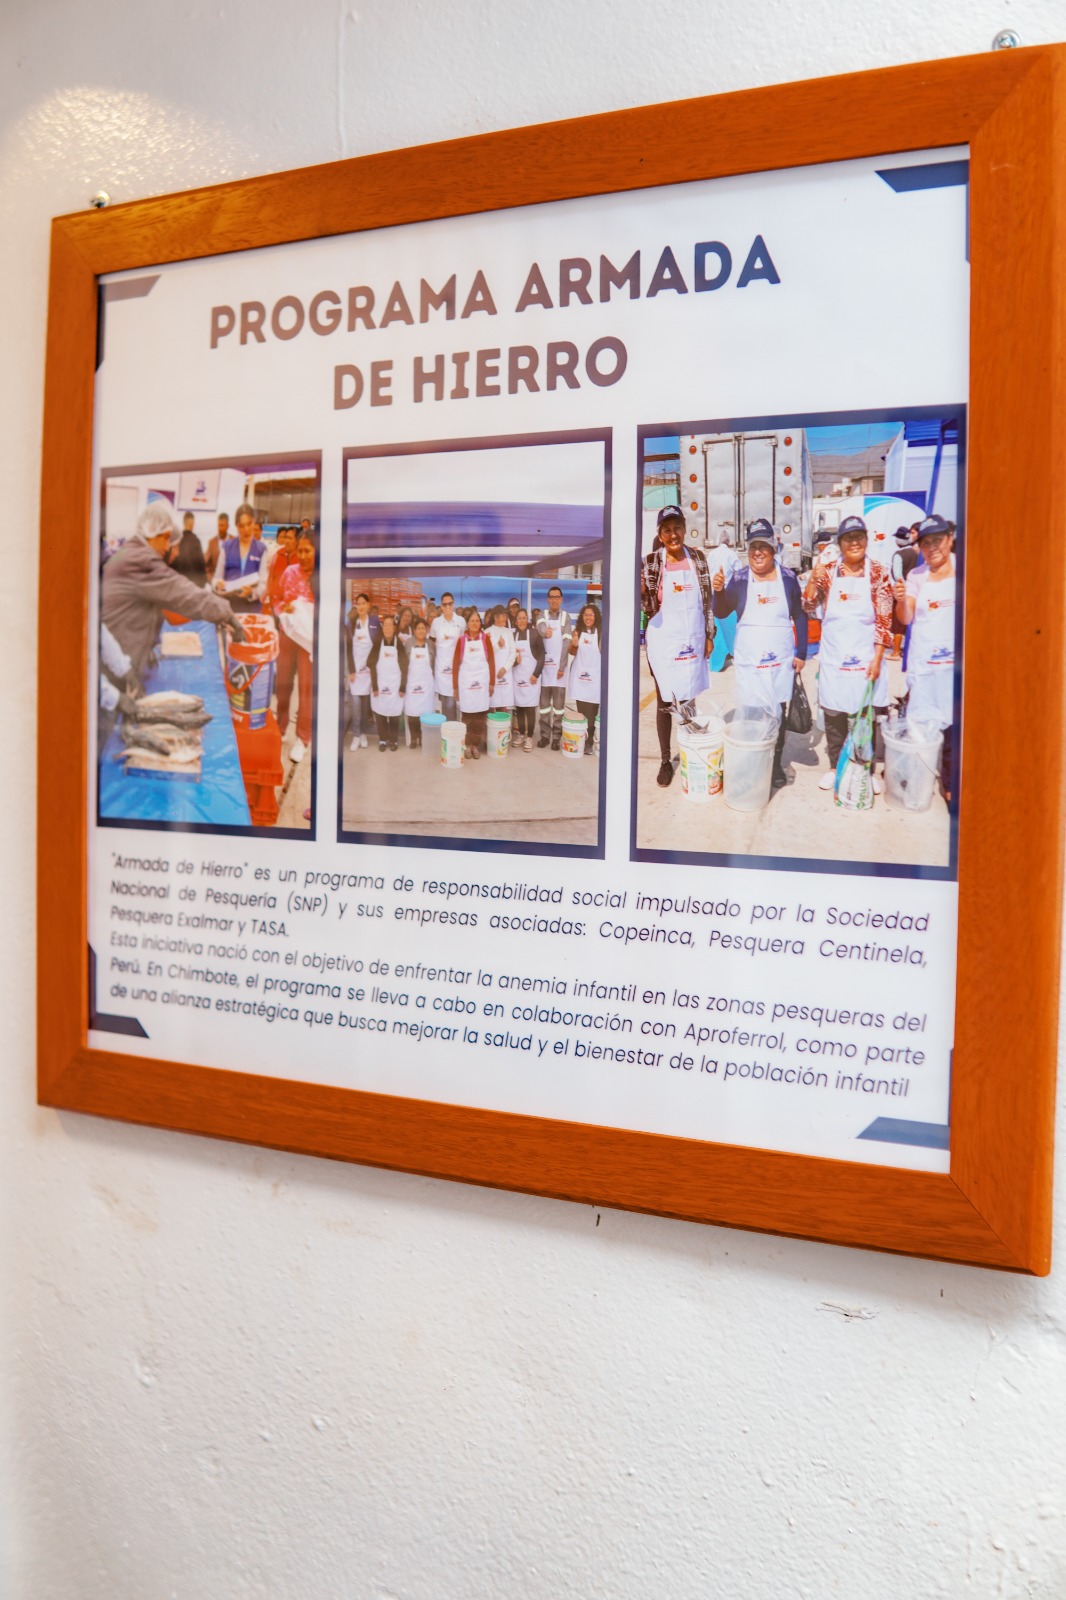 PROGRAMA ARMADA
DE HIERRO
"Armada de Hierro" es un programa de responsabilidad social impulsado por la Sociedad
Nacional de Pesquería (SNP) y sus empresas asociadas: Copeinca, Pesquera Centinela,
Pesquera Exalmar y TASA.
Esta iniciativa nació con el objetivo de enfrentar la anemia infantil en las zonas pesqueras del
Perú. En Chimbote, el programa se lleva a cabo en colaboración con Aproferrol, como parte
de una alianza estratégica que busca mejorar la salud y el bienestar de la población infantil